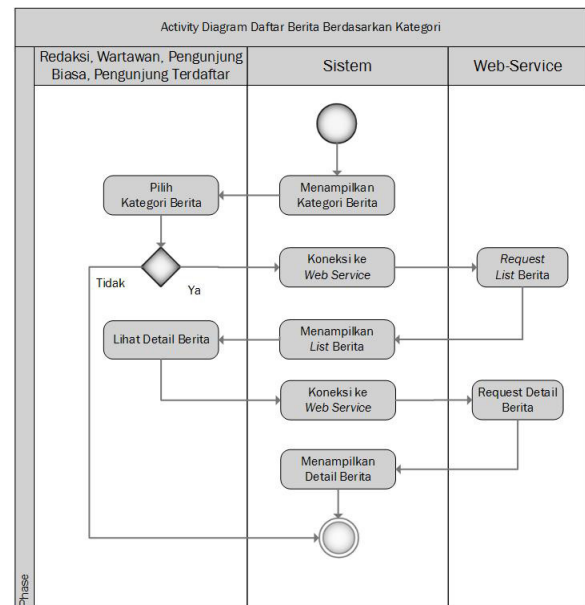 Activity Diagram Daftar Berita Berdasarkan Kategori
Redaksi, Wartawan, Pengunjung
Biasa, Pengunjung Terdaftar
Sistem
Web-Service
Pilih
Kategori Berita
Menampilkan
Kategori Berita
Tidak
Ya
Koneksi ke
Web Service
Request
List Berita
Lihat Detail Berita
Menampilkan
List Berita
Koneksi ke
Web Service
Request Detail
Berita
Menampilkan
Detail Berita
Phase